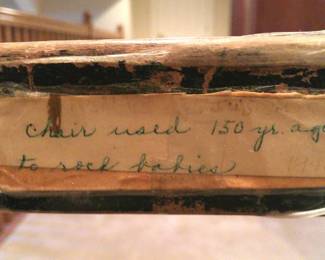 chair used 150 yr. ago
to rock babies